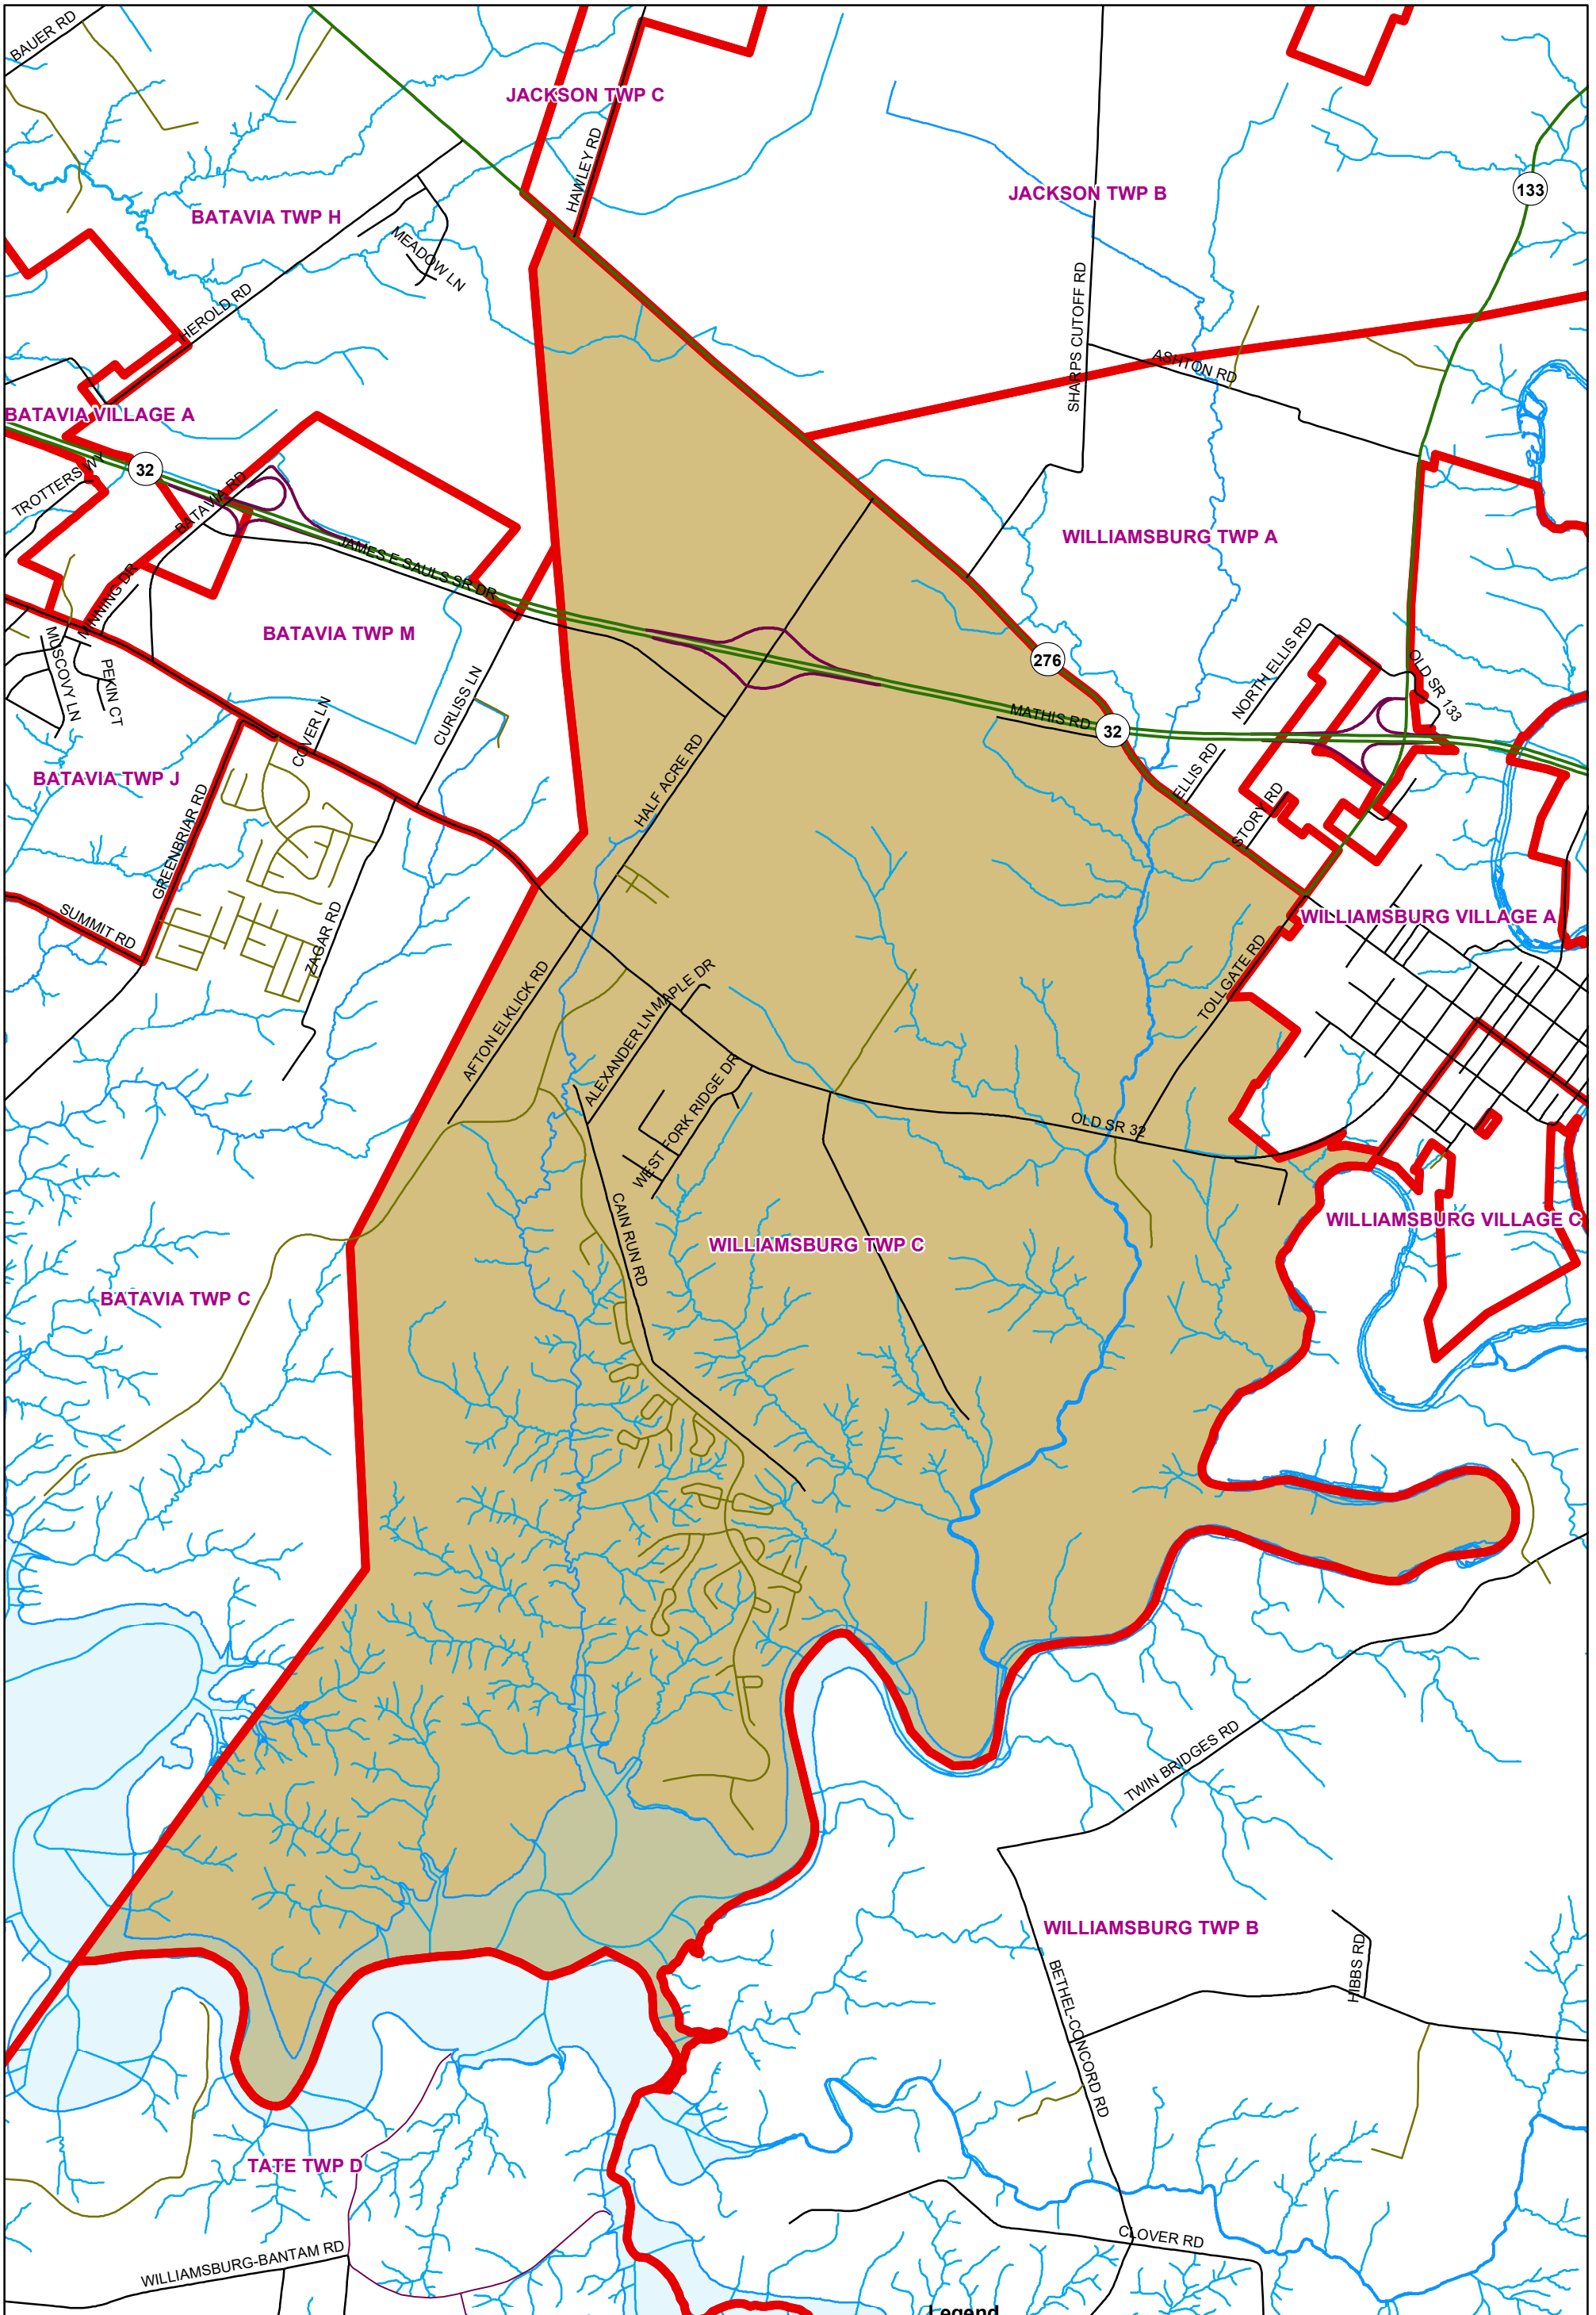 BAUER RD
JACKSON TWP C
HAWLEY RD
JACKSON TWP B
133
BATAVIA TWP H
MEADOW LN
HEROLD RD
SHARPS CUTOFF RD
ASHTON RD
BATAVIA VILLAGE A
32
TROTTERS WY
BATAVIA RD
WILLIAMSBURG TWP A
JAMES E SAULS SR DR
MINNING DR
BATAVIA TWP M
MUSCOVY LN
PEKIN CT
276
NORTH ELLIS RD
OLD SR 133
CURLISS LN
COVER LN
MATHIS RD
32
BATAVIA TWP J
HALF ACRE RD
ELLIS RD
STORY RD
GREENBRIAR RD
SUMMIT RD
ZAGAR RD
WILLIAMSBURG VILLAGE A
TOLLGATE RD
AFTON ELKLICK RD
MAPLE DR
ALEXANDER LN
WEST FORK RIDGE DR
OLD SR 32
CAIN RUN RD
WILLIAMSBURG TWP C
WILLIAMSBURG VILLAGE C
BATAVIA TWP C
TWIN BRIDGES RD
WILLIAMSBURG TWP B
HIBBS RD
BETHEL-CONCORD RD
TATE TWP D
CLOVER RD
WILLIAMSBURG-BANTAM RD
Legend